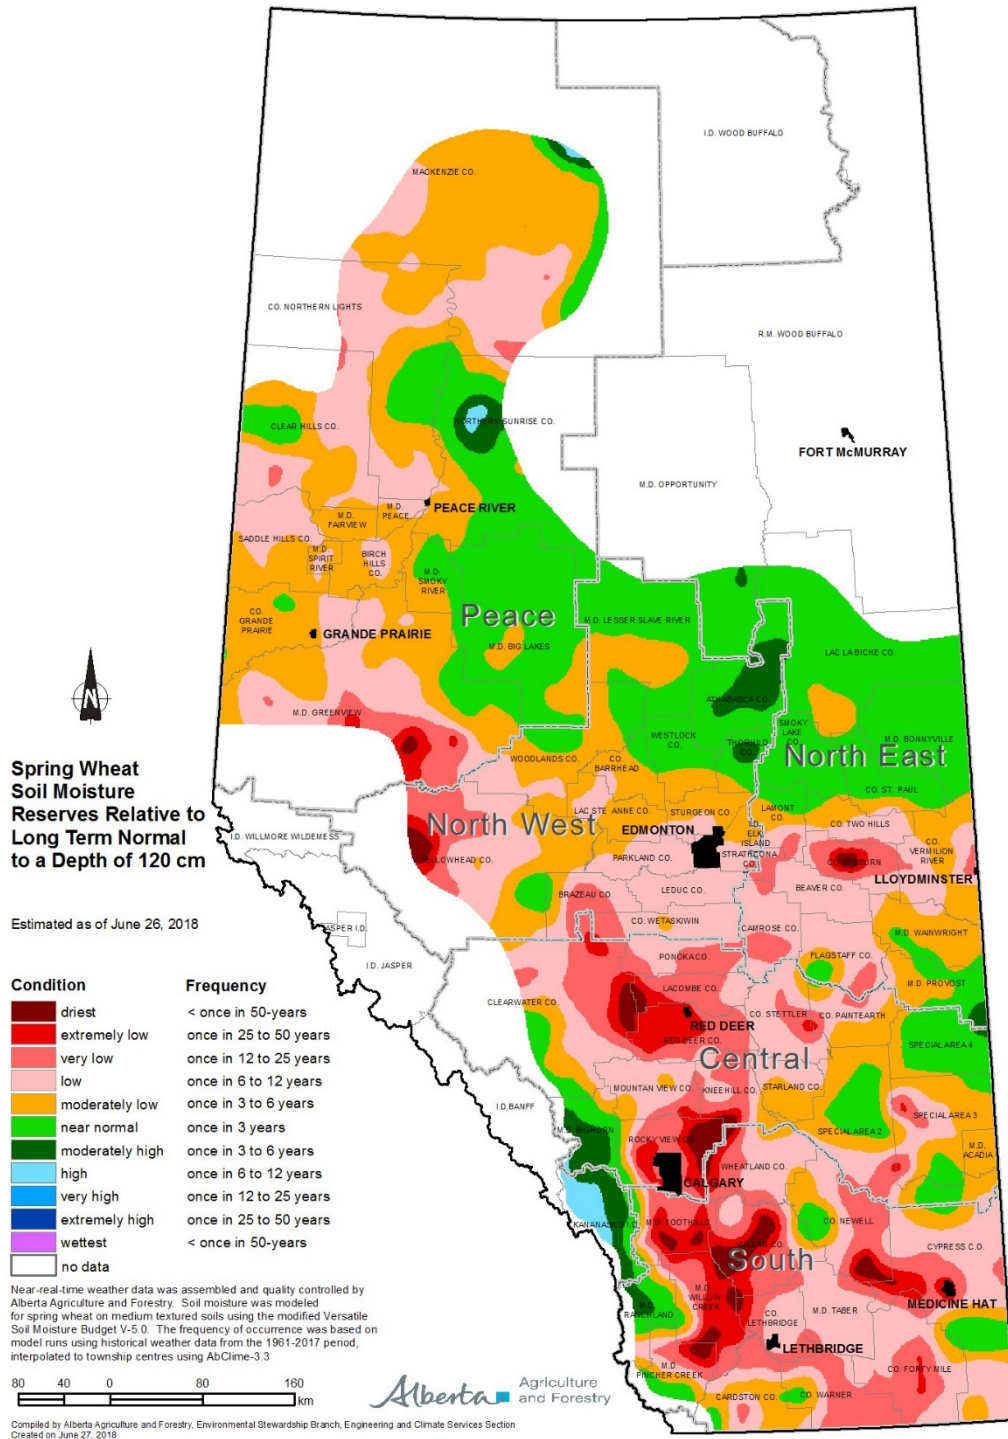 I.D. WOOD BUFFALO
MACKENZIE CO.
CO. NORTHERN LIGHTS
R.M. WOOD BUFFALO
CLEAR HILLS CO.
NORTHERN SUNRISE CO.
FORT McMURRAY
M.D. OPPORTUNITY
PEACE RIVER
M.D.
PEACE
M.D.
FAIRVIEW
SADDLE HILLS CO.
M.D.
SPIRIT
RIVER
BIRCH
HILLS
CO.
M.D.
SMOKY
RIVER
CO.
GRANDE
PRAIRIE
GRANDE PRAIRIE
Peace
M.D. LESSER SLAVE RIVER
M.D. BIG LAKES
LAC LA BICHE CO.
ATHABASCA CO.
M.D. GREENVIEW
SMOKY
LAKE
CO.
WESTLOCK
CO.
THORHILD
CO.
M.D. BONNYVILLE
North East
WOODLANDS CO.
CO.
BARRHEAD
CO. ST. PAUL
N
Spring Wheat
Soil Moisture
Reserves Relative to
Long Term Normal
to a Depth of 120 cm
LAC STE ANNE CO.
STURGEON CO.
LAMONT
CO.
CO. TWO HILLS
North West
EDMONTON
I.D.
ELK
ISLAND
I.D. WILLMORE WILDERNESS
YELLOWHEAD CO.
PARKLAND CO.
STRATHCONA
CO.
CO. MINBURN
CO.
VERMILION
RIVER
LLOYDMINSTER
BRAZEAU CO.
LEDUC CO.
BEAVER CO.
Estimated as of June 26, 2018
JASPER I.D.
CO. WETASKIWIN
CAMROSE CO.
M.D. WAINWRIGHT
I.D. JASPER
PONOKA CO.
FLAGSTAFF CO.
M.D. PROVOST
CLEARWATER CO.
LACOMBE CO.
CO. STETTLER
CO. PAINTEARTH
RED DEER
RED DEER CO.
SPECIAL AREA 4
Central
MOUNTAIN VIEW CO.
KNEEHILL CO.
STARLAND CO.
I.D. BANFF
SPECIAL AREA 3
SPECIAL AREA 2
M.D. BIGHORN
ROCKY VIEW CO.
M.D.
ACADIA
WHEATLAND CO.
CALGARY
KANANASKIS I.D.
M.D. FOOTHILLS
CO. NEWELL
VULCAN CO.
CYPRESS C.O.
South
M.D.
WILLOW
CREEK
MEDICINE HAT
M.D.
RANCHLAND
CO.
LETHBRIDGE
M.D. TABER
LETHBRIDGE
M.D.
PINCHER CREEK
CO. FORTY MILE
CARDSTON CO.
CO. WARNER
Condition Frequency
driest < once in 50-years
extremely low once in 25 to 50 years
very low once in 12 to 25 years
low once in 6 to 12 years
moderately low once in 3 to 6 years
near normal once in 3 years
moderately high once in 3 to 6 years
high once in 6 to 12 years
very high once in 12 to 25 years
extremely high once in 25 to 50 years
wettest < once in 50-years
no data
Near-real-time weather data was assembled and quality controlled by
Alberta Agriculture and Forestry. Soil moisture was modeled
for spring wheat on medium textured soils using the modified Versatile
Soil Moisture Budget V-5.0. The frequency of occurrence was based on
model runs using historical weather data from the 1961-2017 period,
interpolated to township centres using AbClime-3.3
80 40 0 80 160
km
Alberta Agriculture
and Forestry
Compiled by Alberta Agriculture and Forestry, Environmental Stewardship Branch, Engineering and Climate Services Section
Created on June 27, 2018